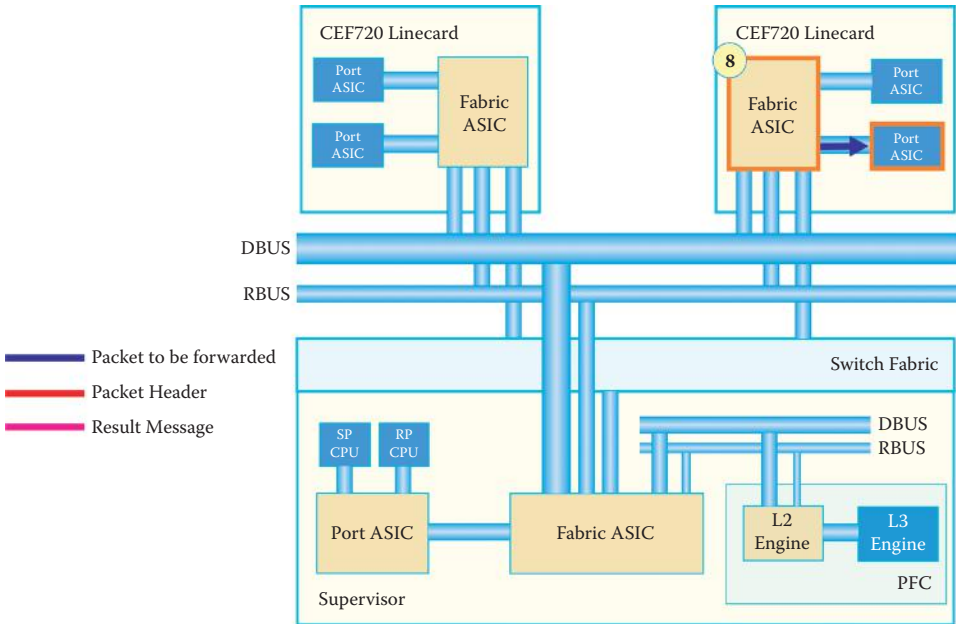 CEF720 Linecard
Port
ASIC
Port
ASIC
Fabric
ASIC
CEF720 Linecard
8
Fabric
ASIC
Port
ASIC
Port
ASIC
DBUS
RBUS
Packet to be forwarded
Packet Header
Result Message
Switch Fabric
SP
CPU
RP
CPU
Port ASIC
Fabric ASIC
DBUS
RBUS
L2
Engine
L3
Engine
PFC
Supervisor